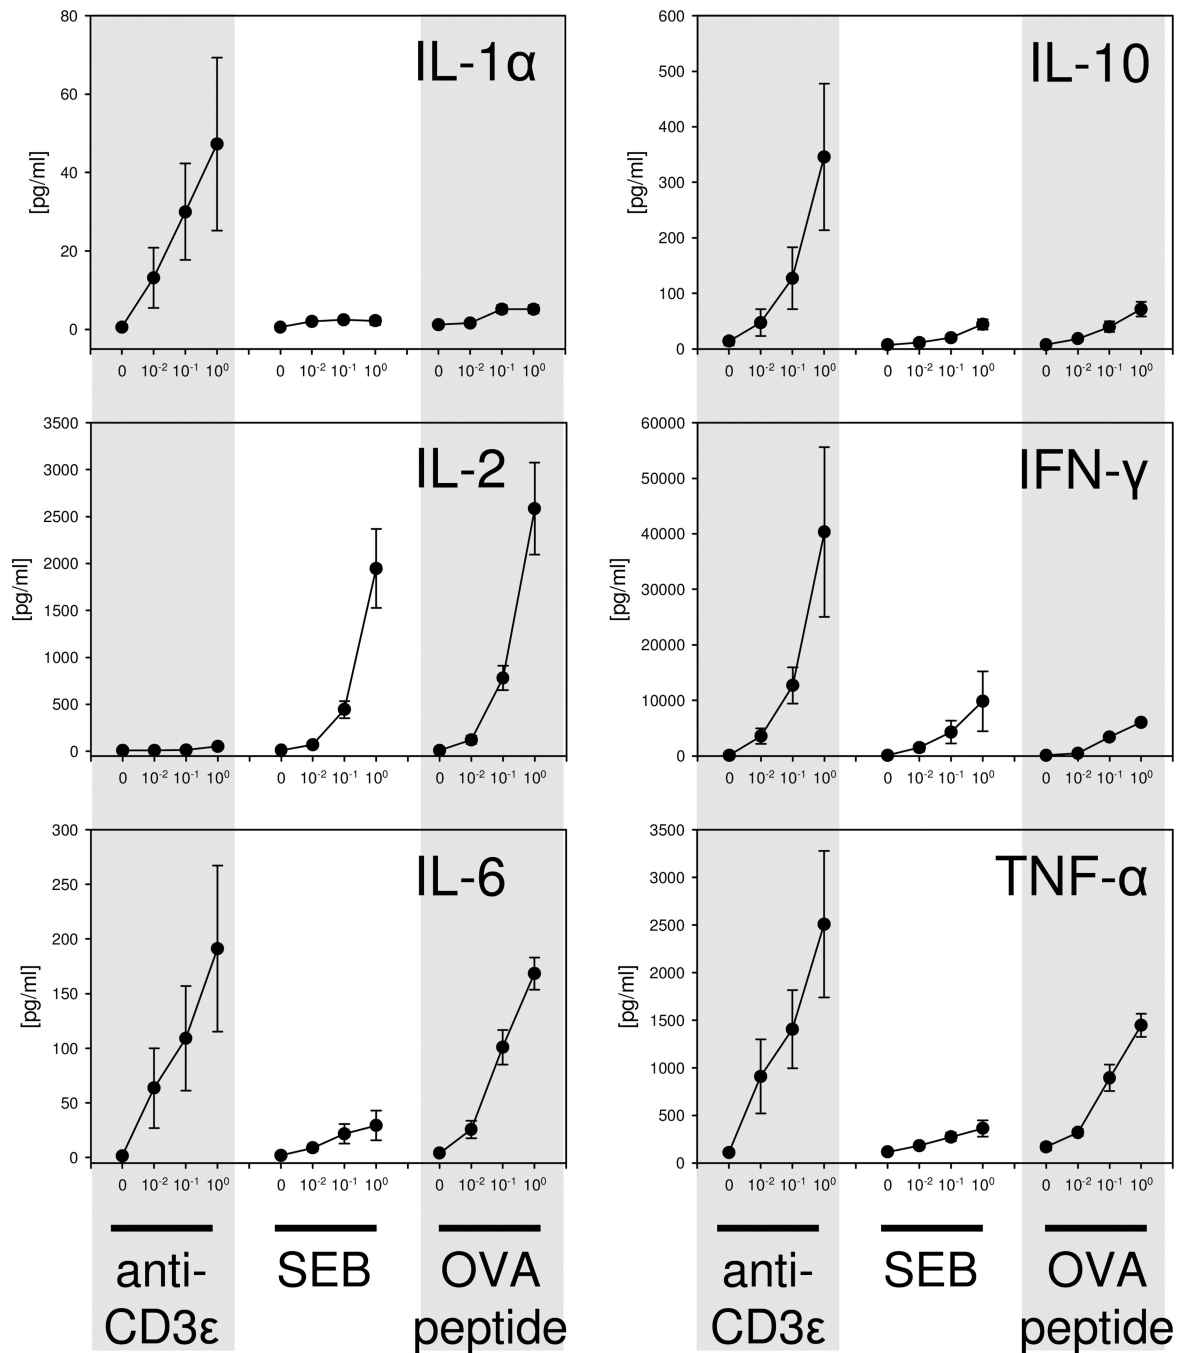 IL-1α
[pg/ml]
80
60
40
20
0
0 10⁻² 10⁻¹ 10⁰ 0 10⁻² 10⁻¹ 10⁰ 0 10⁻² 10⁻¹ 10⁰
IL-10
[pg/ml]
600
500
400
300
200
100
0
0 10⁻² 10⁻¹ 10⁰ 0 10⁻² 10⁻¹ 10⁰ 0 10⁻² 10⁻¹ 10⁰
IL-2
[pg/ml]
3500
3000
2500
2000
1500
1000
500
0
0 10⁻² 10⁻¹ 10⁰ 0 10⁻² 10⁻¹ 10⁰ 0 10⁻² 10⁻¹ 10⁰
IFN-γ
[pg/ml]
60000
50000
40000
30000
20000
10000
0
0 10⁻² 10⁻¹ 10⁰ 0 10⁻² 10⁻¹ 10⁰ 0 10⁻² 10⁻¹ 10⁰
IL-6
[pg/ml]
300
250
200
150
100
50
0
0 10⁻² 10⁻¹ 10⁰ 0 10⁻² 10⁻¹ 10⁰ 0 10⁻² 10⁻¹ 10⁰
TNF-α
[pg/ml]
3500
3000
2500
2000
1500
1000
500
0
0 10⁻² 10⁻¹ 10⁰ 0 10⁻² 10⁻¹ 10⁰ 0 10⁻² 10⁻¹ 10⁰
anti-
CD3ε
SEB
OVA
peptide
anti-
CD3ε
SEB
OVA
peptide